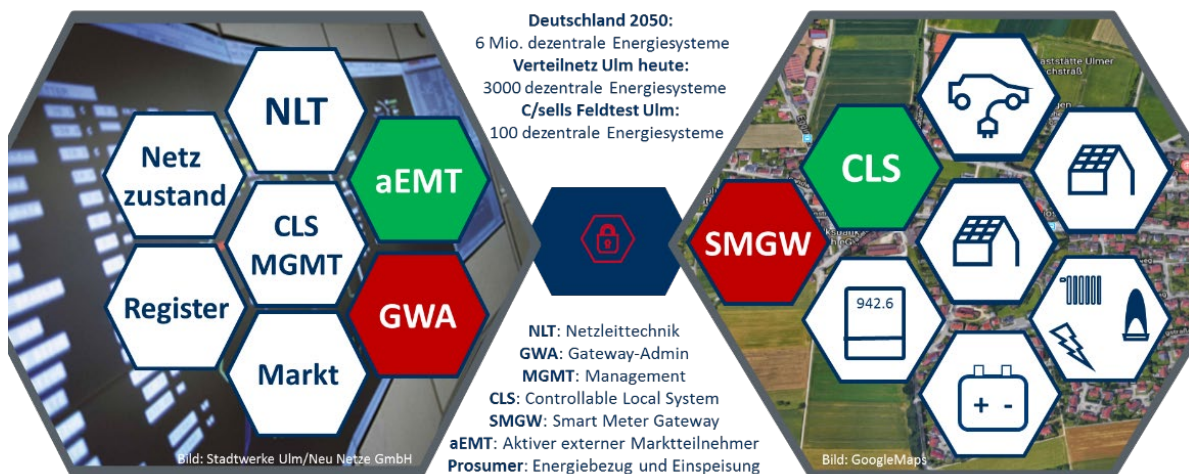 Deutschland 2050:
6 Mio. dezentrale Energiesysteme
Verteilnetz Ulm heute:
3000 dezentrale Energiesysteme
C/sells Feldtest Ulm:
100 dezentrale Energiesysteme
NLT
Netz
zustand
aEMT
CLS
MGMT
Register
GWA
Markt
Bild: Stadtwerke Ulm/Neu Netze GmbH
CLS
SMGW
942.6
+ -
NLT: Netzleittechnik
GWA: Gateway-Admin
MGMT: Management
CLS: Controllable Local System
SMGW: Smart Meter Gateway
aEMT: Aktiver externer Marktteilnehmer
Prosumer: Energiebezug und Einspeisung
Bild: GoogleMaps